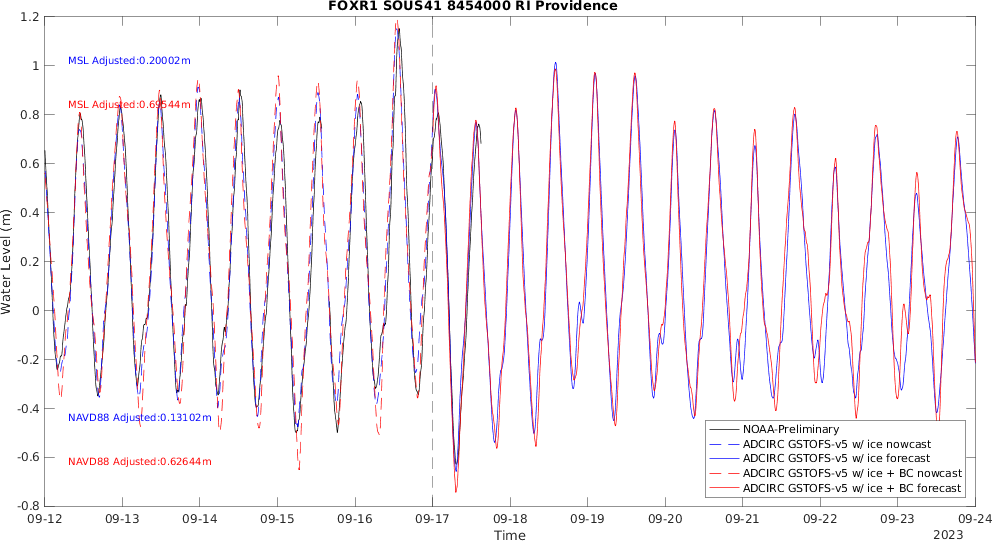 FOXR1 SOUS41 8454000 RI Providence
1.2
1
0.8
0.6
0.4
0.2
0
-0.2
-0.4
-0.6
-0.8
Water Level (m)
MSL Adjusted:0.20002m
MSL Adjusted:0.69544m
NAVD88 Adjusted:0.13102m
NAVD88 Adjusted:0.62644m
NOAA-Preliminary
ADCIRC GSTOFS-v5 w/ ice nowcast
ADCIRC GSTOFS-v5 w/ ice forecast
ADCIRC GSTOFS-v5 w/ ice + BC nowcast
ADCIRC GSTOFS-v5 w/ ice + BC forecast
09-12 09-13 09-14 09-15 09-16 09-17 09-18 09-19 09-20 09-21 09-22 09-23 09-24
Time
2023